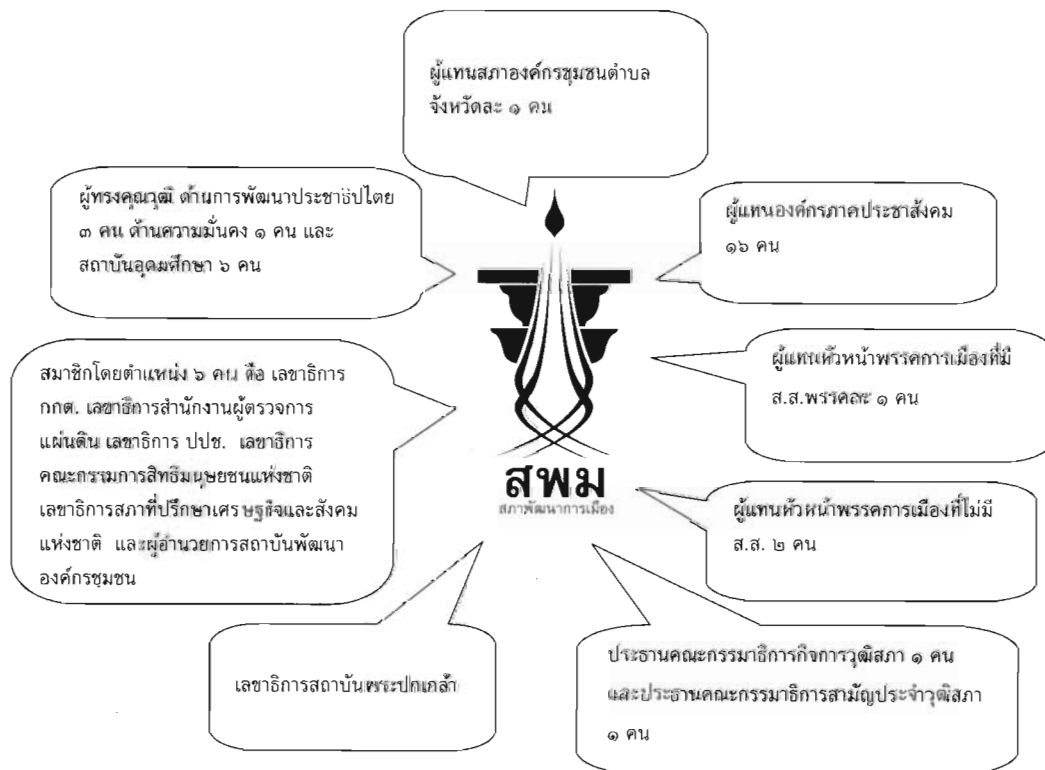 ผู้แทนสภาองค์กรชุมชนตำบล
จังหวัดละ ๑ คน
ผู้ทรงคุณวุฒิ ด้านการพัฒนาประชาธิปไตย
๓ คน ด้านความมั่นคง ๑ คน และ
สถาบันอุดมศึกษา ๖ คน
ผู้แทนองค์กรภาคประชาสังคม
๑๖ คน
สมาชิกโดยตำแหน่ง ๖ คน คือ เลขาธิการ
กกต. เลขาธิการสำนักงานผู้ตรวจการ
แผ่นดิน เลขาธิการ ปปช. เลขาธิการ
คณะกรรมการสิทธิมนุษยชนแห่งชาติ
เลขาธิการสภาที่ปรึกษาเศรษฐกิจและสังคม
แห่งชาติ และผู้อำนวยการสถาบันพัฒนา
องค์กรชุมชน
ผู้แทนหัวหน้าพรรคการเมืองที่มี
ส.ส.พรรคละ ๑ คน
สพม
สภาพัฒนาการเมือง
ผู้แทนหัวหน้าพรรคการเมืองที่ไม่มี
ส.ส. ๒ คน
เลขาธิการสถาบันพระปกเกล้า
ประธานคณะกรรมาธิการกิจการวุฒิสภา ๑ คน
และประธานคณะกรรมาธิการสามัญประจำวุฒิสภา
๑ คน